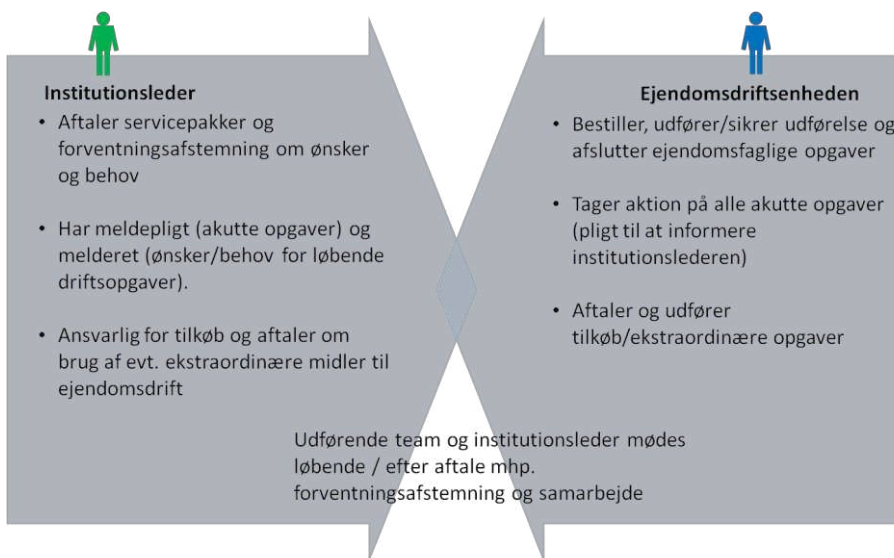 Institutionsleder
• Aftaler servicepakker og
forventningsafstemning om ønsker
og behov
• Har meldepligt (akutte opgaver) og
melderet (ønsker/behov for løbende
driftsopgaver).
• Ansvarlig for tilkøb og aftaler om
brug af evt. ekstraordinære midler til
ejendomsdrift
Ejendomsdriftsenheden
• Bestiller, udfører/sikrer udførelse og
afslutter ejendomsfaglige opgaver
• Tager aktion på alle akutte opgaver
(pligt til at informere
institutionslederen)
• Aftaler og udfører
tilkøb/ekstraordinære opgaver
Udførende team og institutionsleder mødes
løbende / efter aftale mhp.
forventningsafstemning og samarbejde